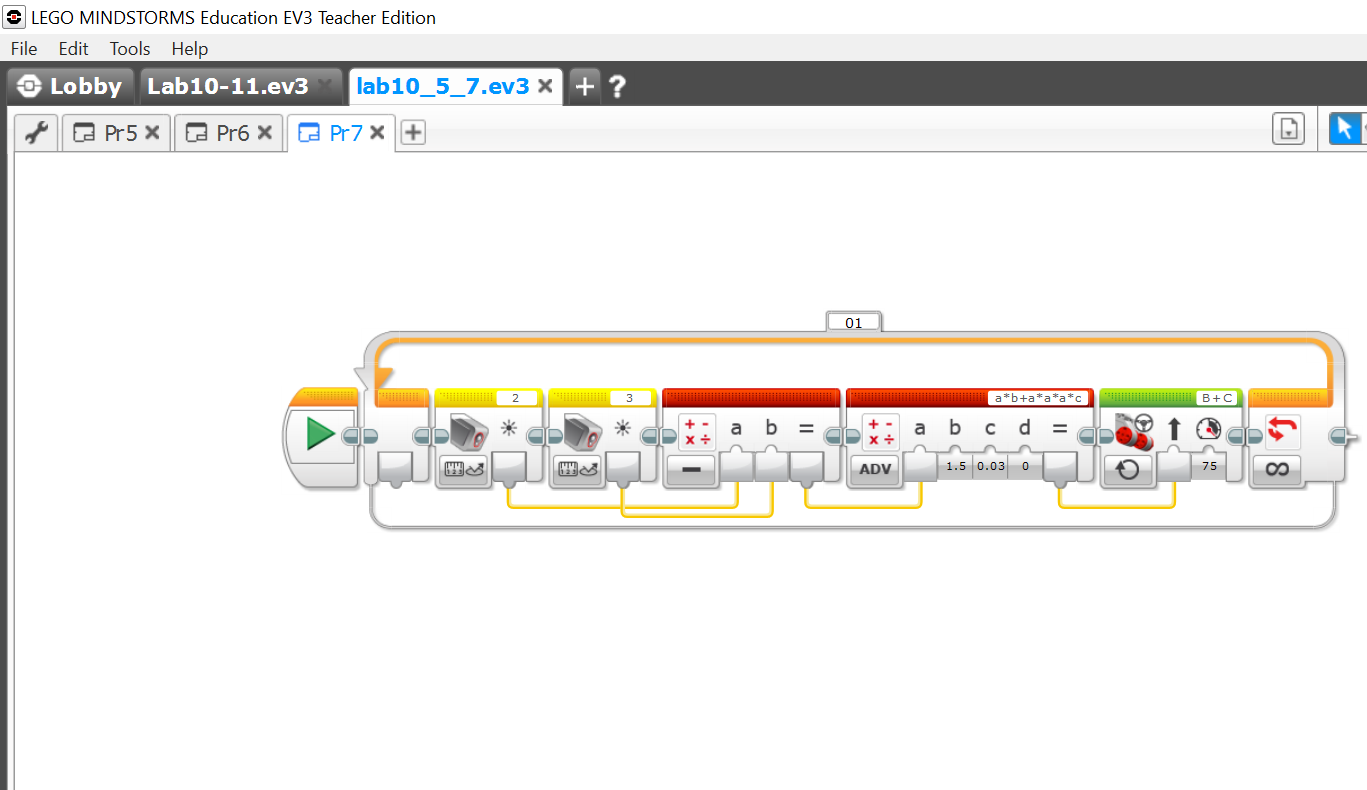 LEGO MINDSTORMS Education EV3 Teacher Edition
File Edit Tools Help
Lobby Lab10-11.ev3 lab10_5_7.ev3 + ?
Pr5 Pr6 Pr7
01
2 3 a*b+a*a*a*c B+C
a b = a b c d =
ADV 1.5 0.03 0 75 ∞